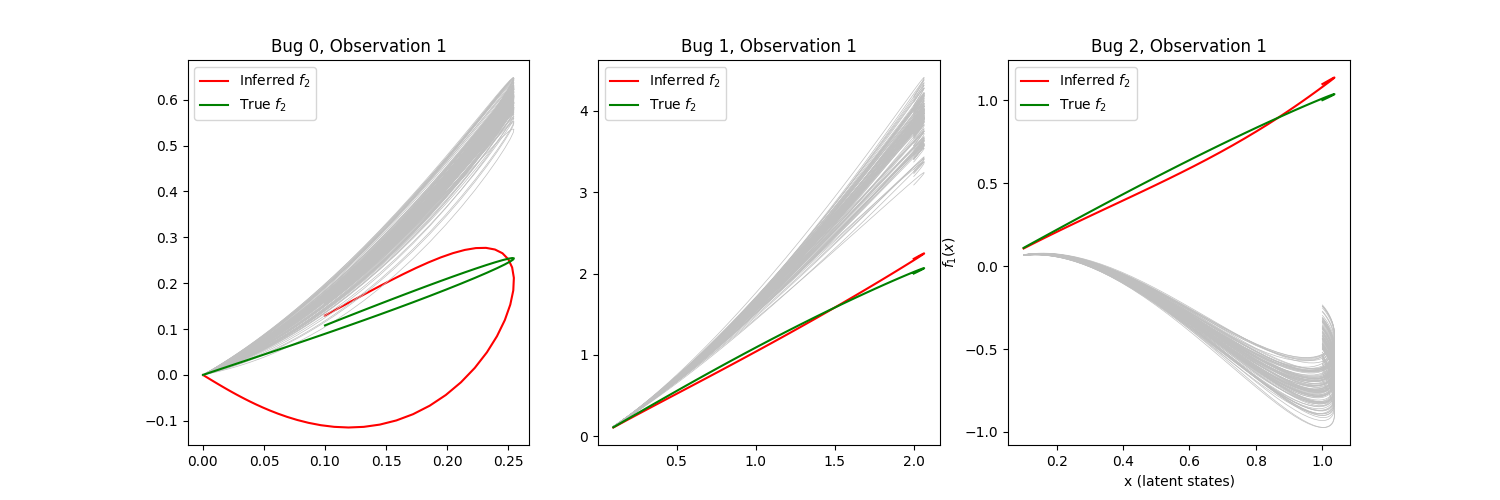 Bug 0, Observation 1
Inferred f₂
True f₂
0.6
0.5
0.4
0.3
0.2
0.1
0.0
−0.1
0.00 0.05 0.10 0.15 0.20 0.25
Bug 1, Observation 1
Inferred f₂
True f₂
4
3
2
1
0
0.5 1.0 1.5 2.0
Bug 2, Observation 1
Inferred f₂
True f₂
f₁(x)
1.0
0.5
0.0
−0.5
−1.0
0.2 0.4 0.6 0.8 1.0
x (latent states)